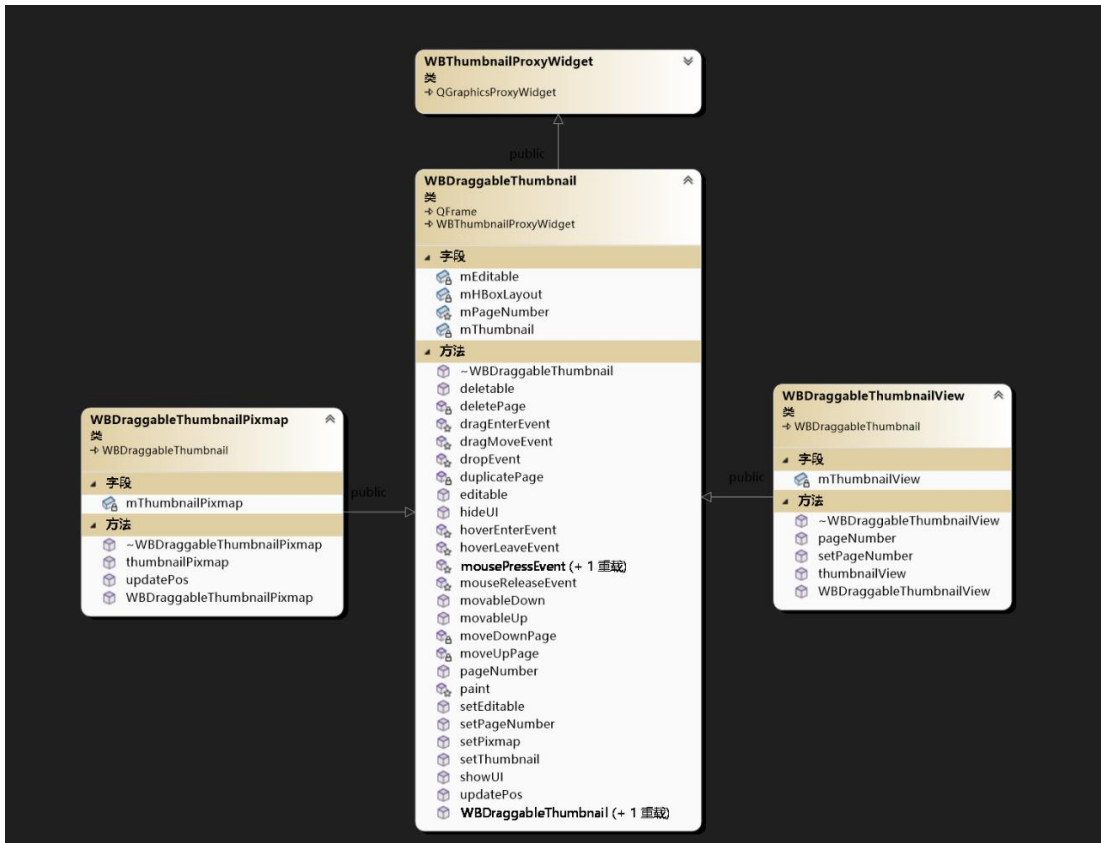 WBThumbnailProxyWidget
类
QGraphicsProxyWidget
public
WBDraggableThumbnail
类
QFrame
WBThumbnailProxyWidget
字段
mEditable
mHBoxLayout
mPageNumber
mThumbnail
方法
~WBDraggableThumbnail
deletable
deletePage
dragEnterEvent
dragMoveEvent
dropEvent
duplicatePage
editable
hideUI
hoverEnterEvent
hoverLeaveEvent
mousePressEvent (+ 1 重载)
mouseReleaseEvent
movableDown
movableUp
moveDownPage
moveUpPage
pageNumber
paint
setEditable
setPageNumber
setPixmap
setThumbnail
showUI
updatePos
WBDraggableThumbnail (+ 1 重载)
WBDraggableThumbnailPixmap
类
WBDraggableThumbnail
字段
mThumbnailPixmap
方法
~WBDraggableThumbnailPixmap
thumbnailPixmap
updatePos
WBDraggableThumbnailPixmap
public
WBDraggableThumbnailView
类
WBDraggableThumbnail
字段
mThumbnailView
方法
~WBDraggableThumbnailView
pageNumber
setPageNumber
thumbnailView
WBDraggableThumbnailView
public